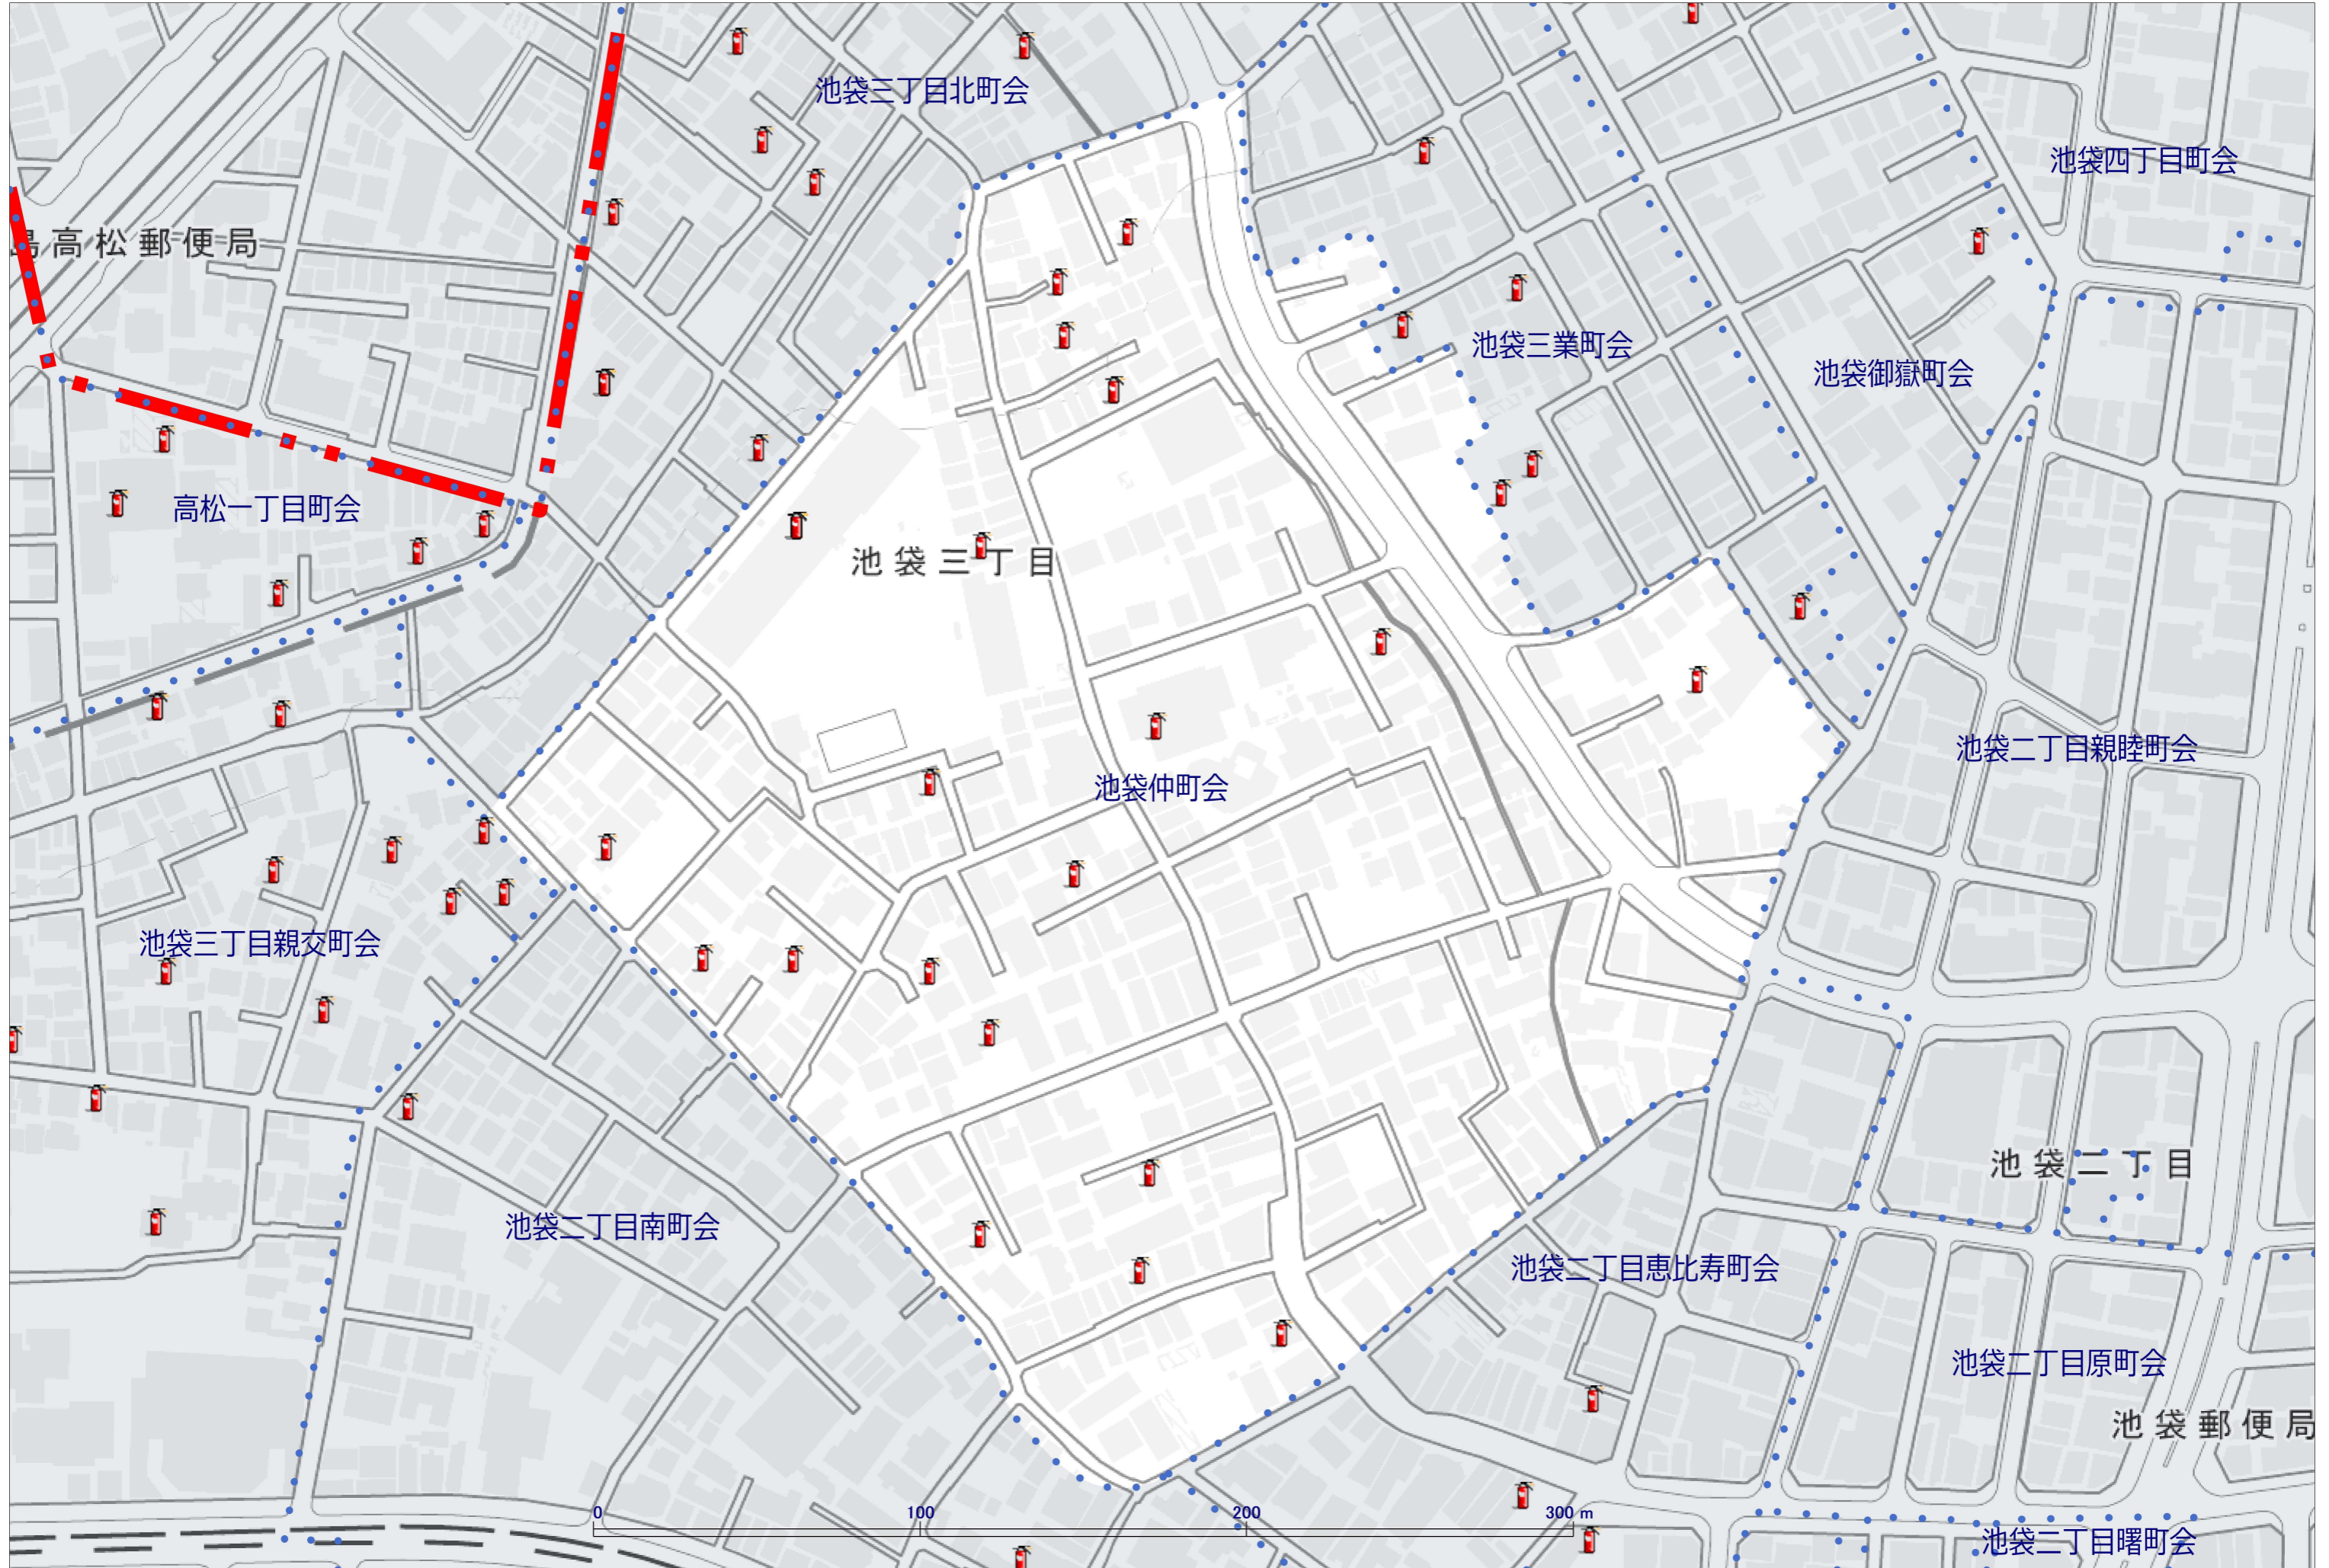 池袋三丁目北町会
池袋四丁目町会
島高松郵便局
池袋三業町会
池袋御嶽町会
高松一丁目町会
池袋三丁目
池袋二丁目親睦町会
池袋仲町会
池袋三丁目親交町会
池袋二丁目
池袋二丁目南町会
池袋二丁目恵比寿町会
池袋二丁目原町会
池袋郵便局
0 100 200 300 m
池袋二丁目曙町会